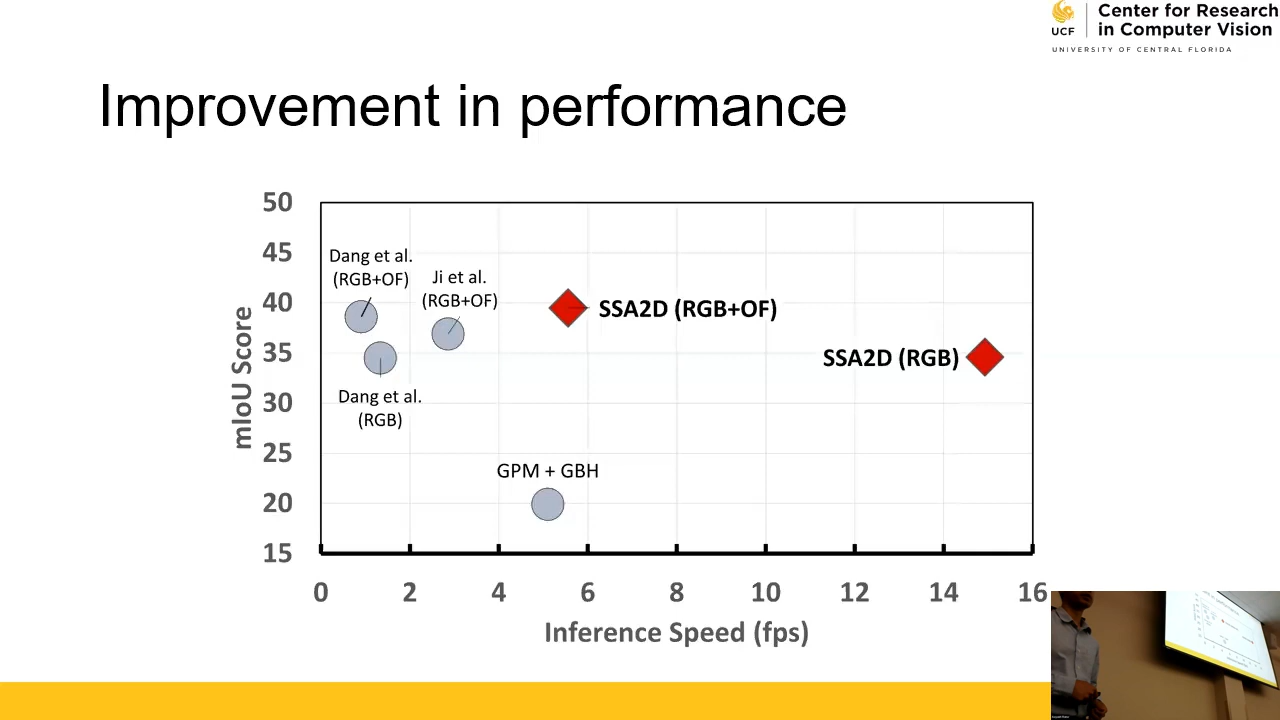 UCF
Center for Research
in Computer Vision
UNIVERSITY OF CENTRAL FLORIDA
Improvement in performance
50
45
40
35
30
25
20
15
mIoU Score
Dang et al.
(RGB+OF)
Ji et al.
(RGB+OF)
SSA2D (RGB+OF)
SSA2D (RGB)
Dang et al.
(RGB)
GPM + GBH
0 2 4 6 8 10 12 14 16
Inference Speed (fps)